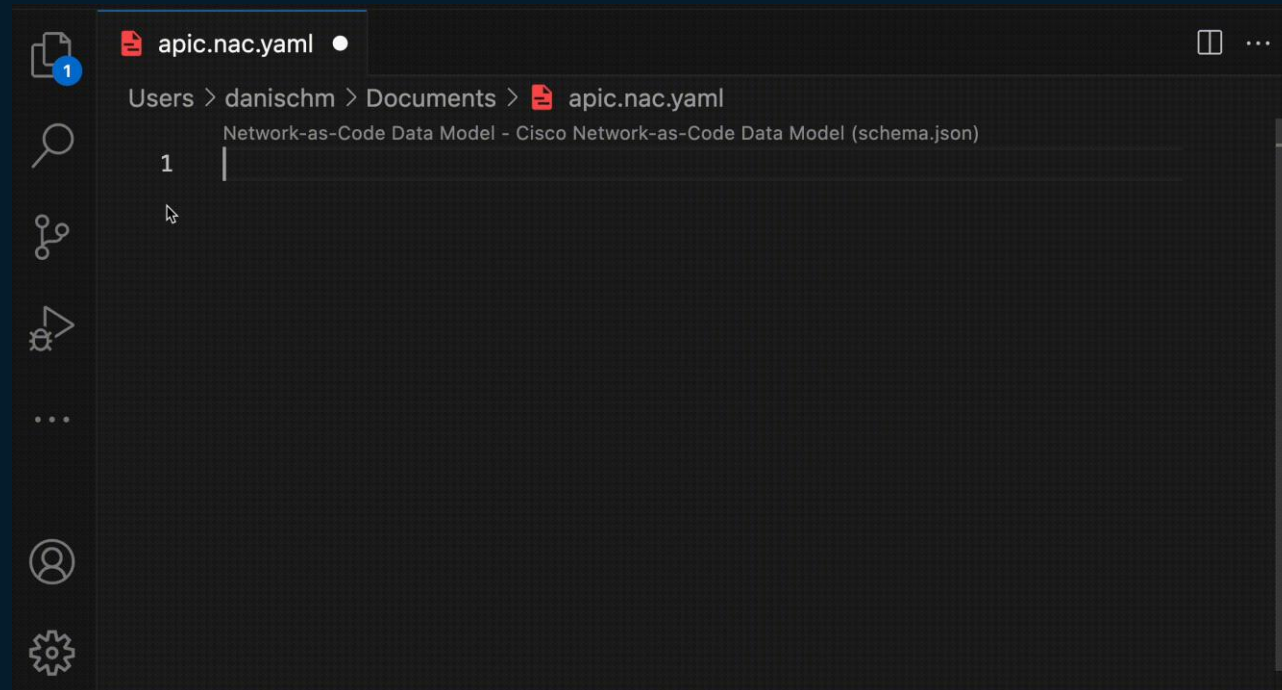 apic.nac.yaml
Users > danischm > Documents > apic.nac.yaml
Network-as-Code Data Model - Cisco Network-as-Code Data Model (schema.json)
1
1